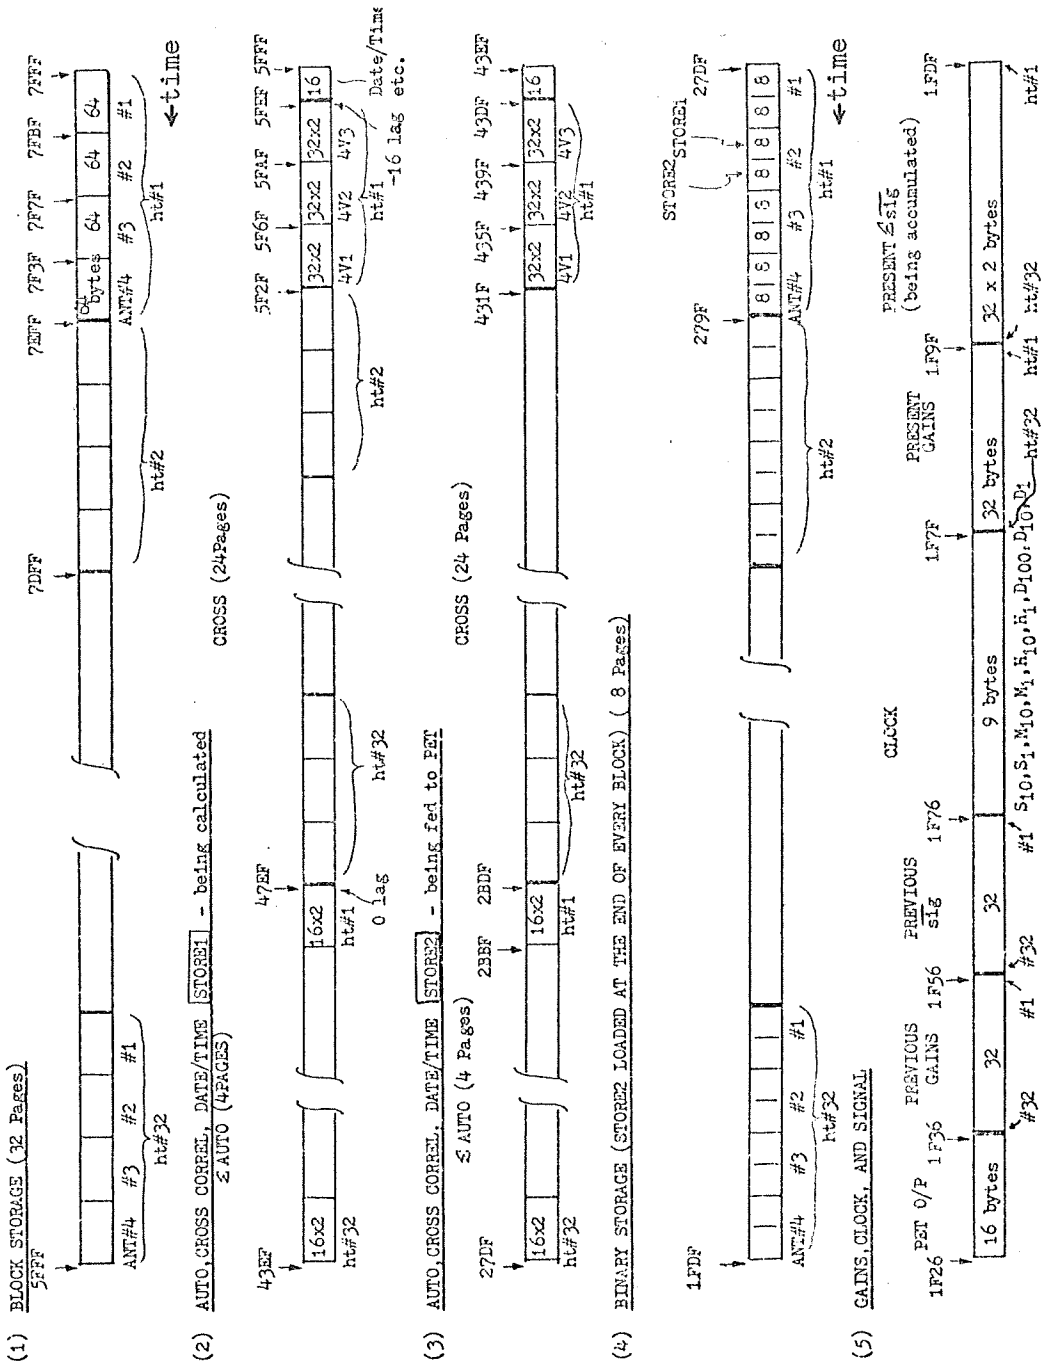 (1) BLOCK STORAGE (32 Pages)
5FFF 7DFF 7EFF 7F3F 7F7F 7FBF 7FFF
64 bytes 64 64 64
ANT#4 #3 #2 #1 ANT#4 #3 #2 #1
ht#32 ht#2 ht#1
←time
(2) AUTO,CROSS CORREL, DATE/TIME STORE1 - being calculated
≤ AUTO (4PAGES) CROSS (24Pages)
43EF 47EF 5F2F 5F6F 5FAF 5FEF 5FFF
16x2 16x2 32x2 32x2 32x2 16
ht#32 ht#1 4V1 4V2 4V3 Date/Time
etc.
0 lag ht#32 ht#2 ht#1 -16 lag
(3) AUTO,CROSS CORREL. DATE/TIME STORE2 - being fed to PET
≤ AUTO (4 Pages) CROSS (24 Pages)
27DF 2BBF 2BDF 431F 435F 439F 43DF 43EF
16x2 16x2 32x2 32x2 32x2 16
ht#32 ht#1 ht#32 4V1 4V2 4V3
ht#1
(4) BINARY STORAGE (STORE2 LOADED AT THE END OF EVERY BLOCK) ( 8 Pages)
STORE2 STORE1
1FDF 279F 27DF
8 8 8 8 8 8 8 8
ANT#4 #3 #2 #1 ANT#4 #3 #2 #1
ht#32 ht#2 ht#1
←time
(5) GAINS,CLOCK, AND SIGNAL
PET O/P PREVIOUS
GAINS PREVIOUS
sig CLOCK PRESENT
GAINS PRESENT ≤sig
(being accumulated)
1F26 1F36 1F56 1F76 1F7F 1F9F 1FDF
16 bytes 32 32 9 bytes 32 bytes 32 x 2 bytes
#32 #1 #32 #1 S10,S1,M10,M1,H10,H1,D100,D10,D1 ht#32 ht#1 ht#32 ht#1